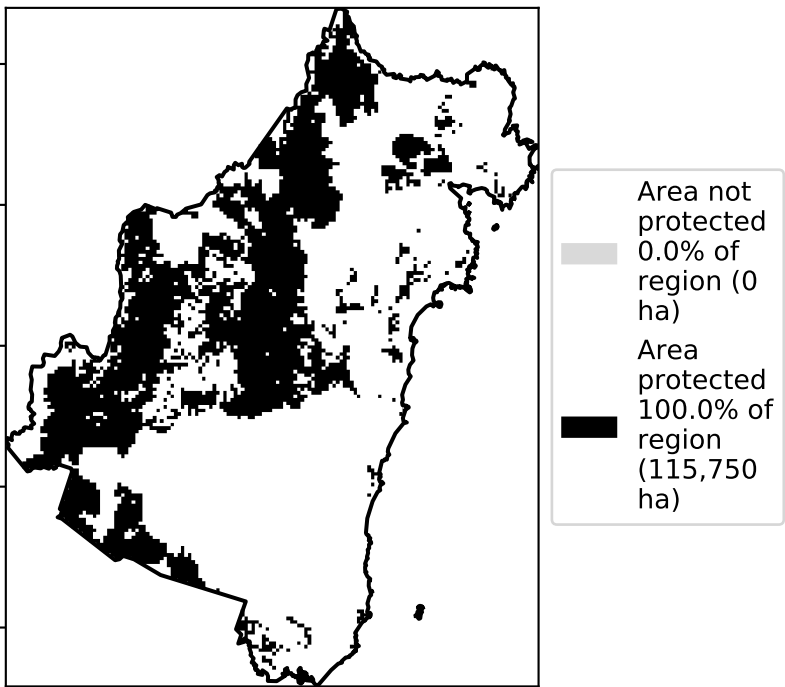 Area not
protected
0.0% of
region (0
ha)
Area
protected
100.0% of
region
(115,750
ha)